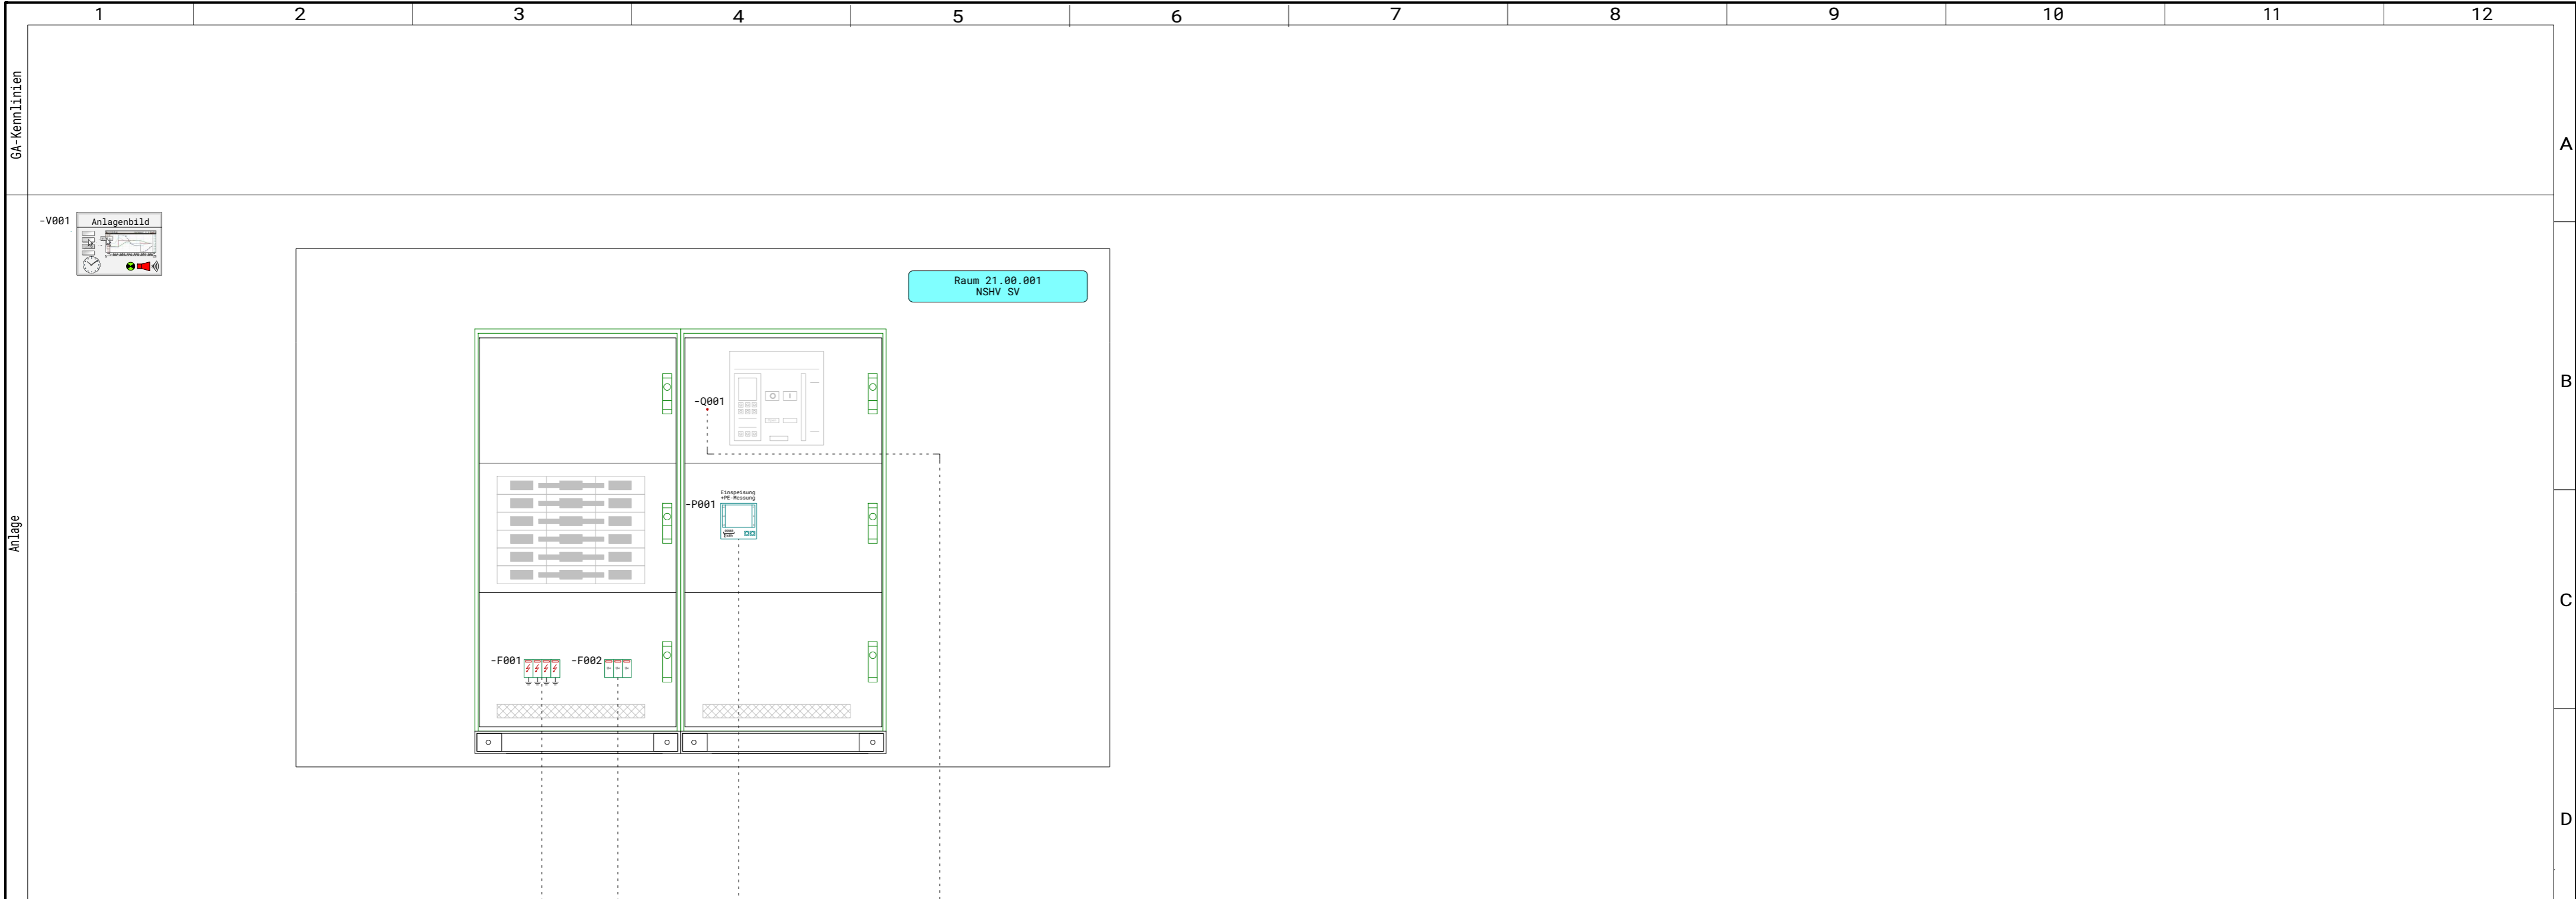 1 2 3 4 5 6 7 8 9 10 11 12
GA-Kennlinien
A
-V001
Anlagenbild
Raum 21.00.001
NSHV SV
B
-Q001
Anlage
Einspeisung
+PE-Messung
-P001
C
-F001
-F002
D